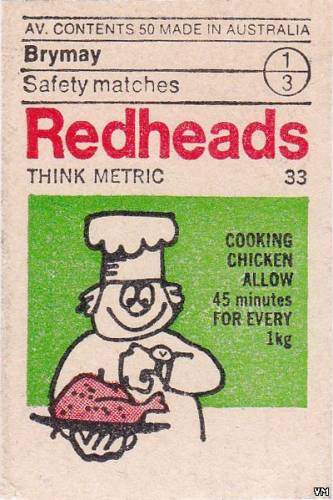 AV. CONTENTS 50 MADE IN AUSTRALIA
Brymay
1
3
Safety matches
Redheads
THINK METRIC 33
COOKING
CHICKEN
ALLOW
45 minutes
FOR EVERY
1kg
VM